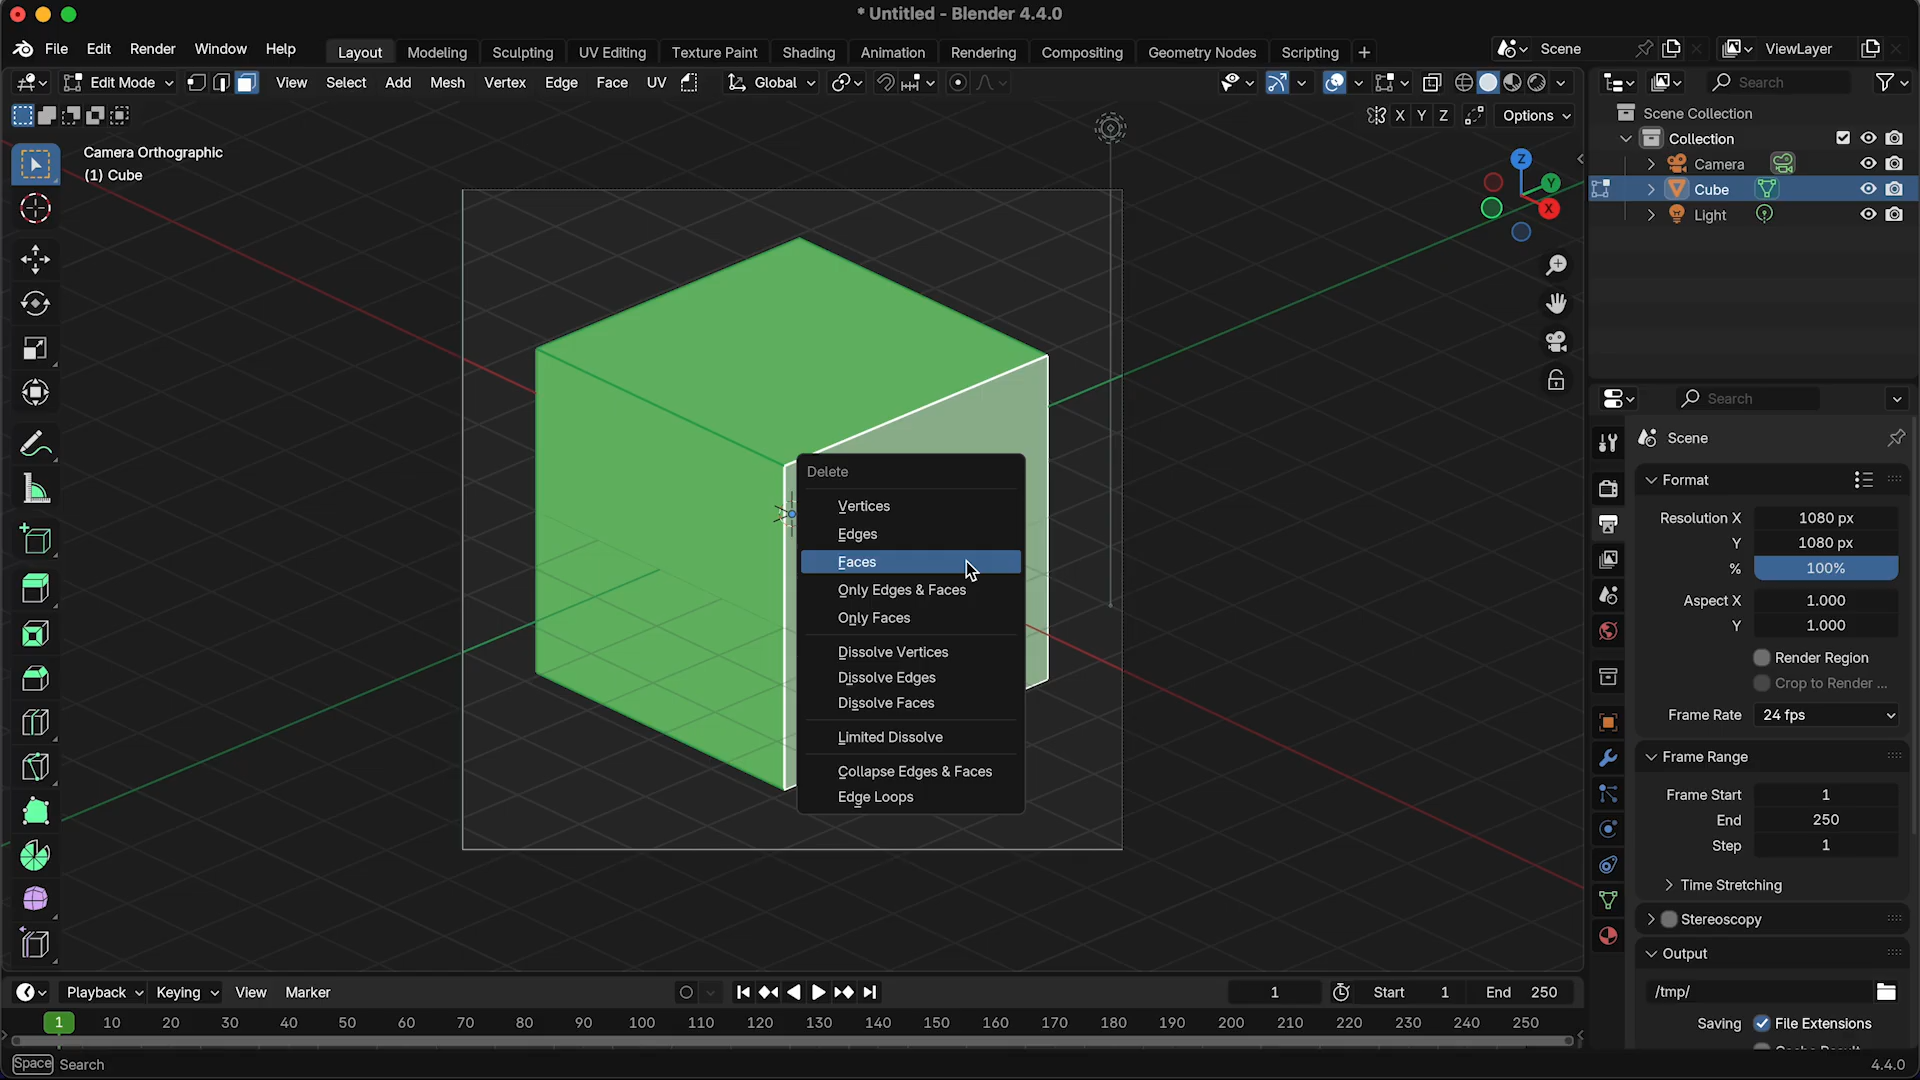 * Untitled - Blender 4.4.0
File Edit Render Window Help Layout Modeling Sculpting UV Editing Texture Paint Shading Animation Rendering Compositing Geometry Nodes Scripting + Scene ViewLayer
Edit Mode View Select Add Mesh Vertex Edge Face UV Global Search
X Y Z Options
Camera Orthographic
(1) Cube
Z
Y
X
Scene Collection
Collection
Camera
Cube
Light
Search
Scene
Format
Resolution X 1080 px
Y 1080 px
% 100%
Aspect X 1.000
Y 1.000
Render Region
Crop to Render ...
Frame Rate 24 fps
Frame Range
Frame Start 1
End 250
Step 1
Time Stretching
Stereoscopy
Output
/tmp/
Saving File Extensions
Delete
Vertices
Edges
Faces
Only Edges & Faces
Only Faces
Dissolve Vertices
Dissolve Edges
Dissolve Faces
Limited Dissolve
Collapse Edges & Faces
Edge Loops
Playback Keying View Marker 1 Start 1 End 250
1 10 20 30 40 50 60 70 80 90 100 110 120 130 140 150 160 170 180 190 200 210 220 230 240 250
Space Search 4.4.0